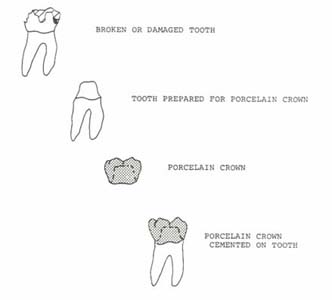 BROKEN OR DAMAGED TOOTH
TOOTH PREPARED FOR PORCELAIN CROWN
PORCELAIN CROWN
PORCELAIN CROWN
CEMENTED ON TOOTH